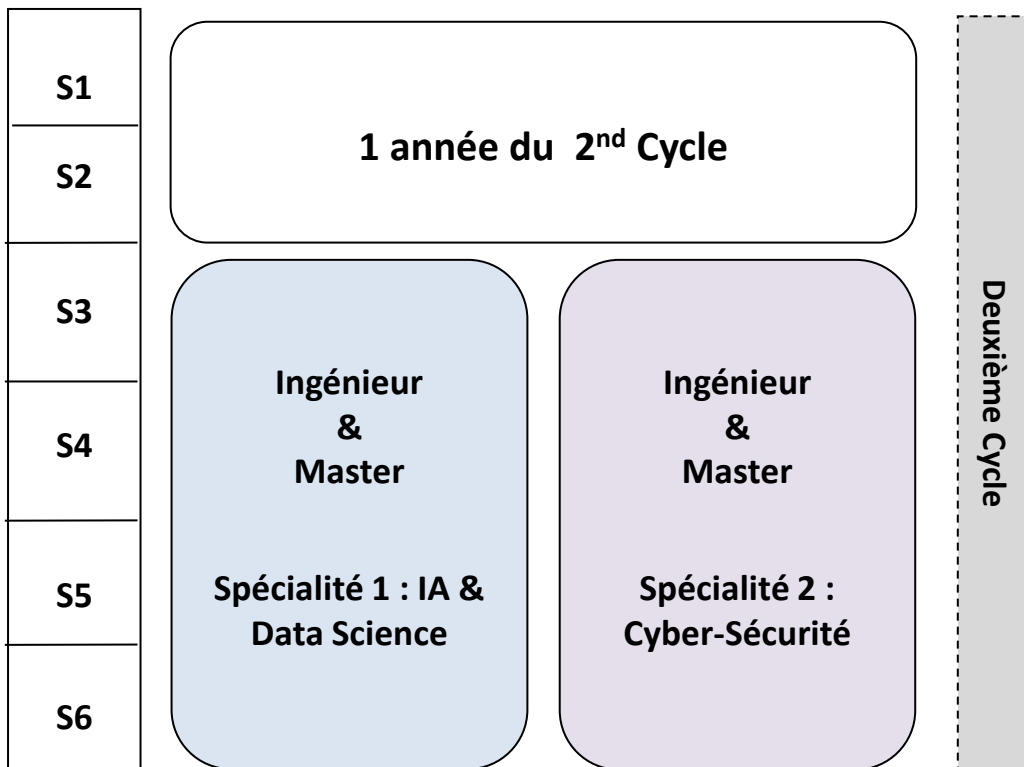 S1
S2
S3
S4
S5
S6
1 année du 2nd Cycle
Ingénieur
&
Master
Spécialité 1 : IA &
Data Science
Ingénieur
&
Master
Spécialité 2 :
Cyber-Sécurité
Deuxième Cycle